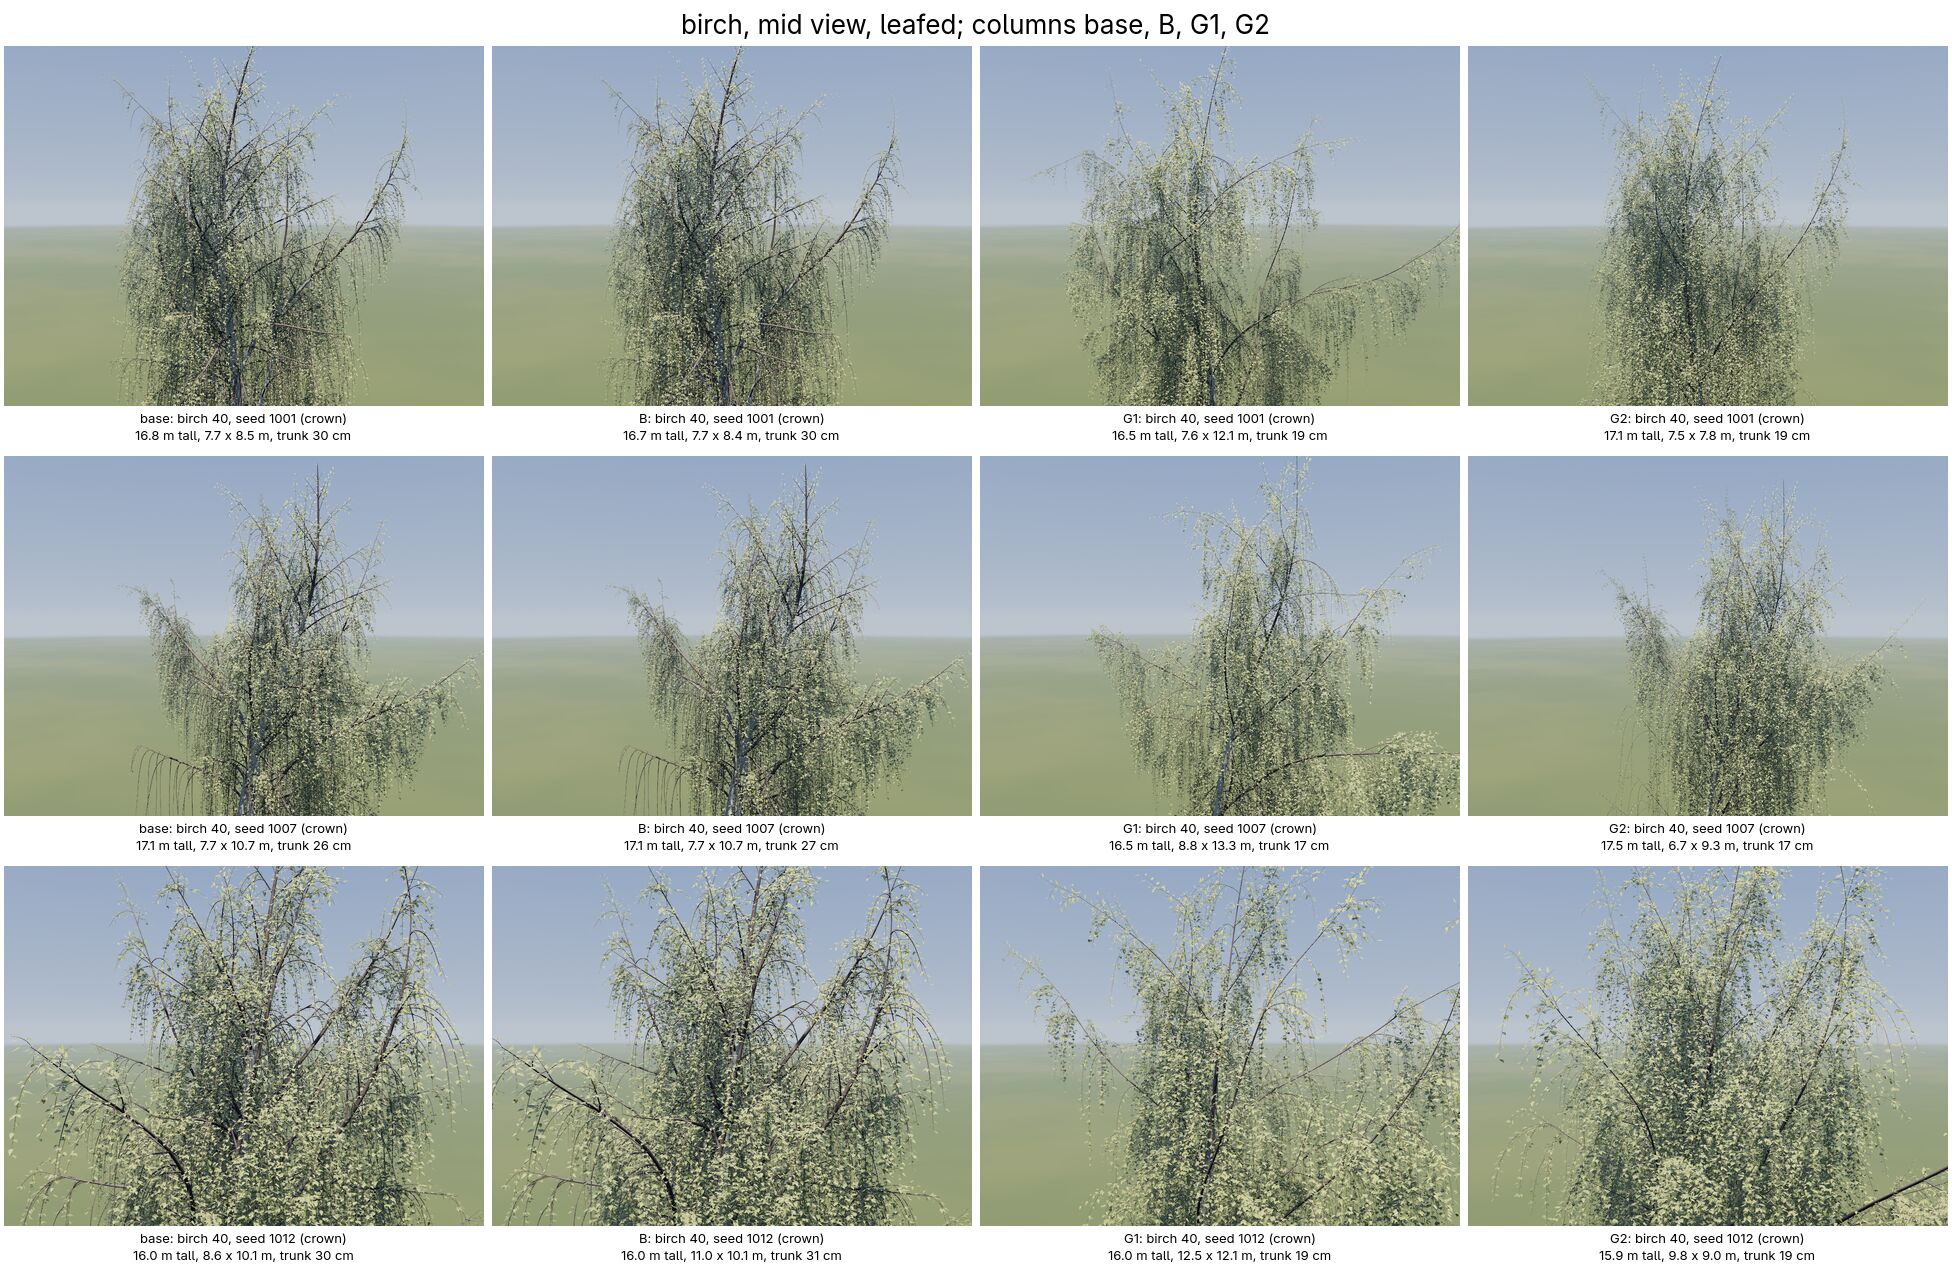 birch, mid view, leafed; columns base, B, G1, G2
base: birch 40, seed 1001 (crown)
16.8 m tall, 7.7 x 8.5 m, trunk 30 cm
B: birch 40, seed 1001 (crown)
16.7 m tall, 7.7 x 8.4 m, trunk 30 cm
G1: birch 40, seed 1001 (crown)
16.5 m tall, 7.6 x 12.1 m, trunk 19 cm
G2: birch 40, seed 1001 (crown)
17.1 m tall, 7.5 x 7.8 m, trunk 19 cm
base: birch 40, seed 1007 (crown)
17.1 m tall, 7.7 x 10.7 m, trunk 26 cm
B: birch 40, seed 1007 (crown)
17.1 m tall, 7.7 x 10.7 m, trunk 27 cm
G1: birch 40, seed 1007 (crown)
16.5 m tall, 8.8 x 13.3 m, trunk 17 cm
G2: birch 40, seed 1007 (crown)
17.5 m tall, 6.7 x 9.3 m, trunk 17 cm
base: birch 40, seed 1012 (crown)
16.0 m tall, 8.6 x 10.1 m, trunk 30 cm
B: birch 40, seed 1012 (crown)
16.0 m tall, 11.0 x 10.1 m, trunk 31 cm
G1: birch 40, seed 1012 (crown)
16.0 m tall, 12.5 x 12.1 m, trunk 19 cm
G2: birch 40, seed 1012 (crown)
15.9 m tall, 9.8 x 9.0 m, trunk 19 cm